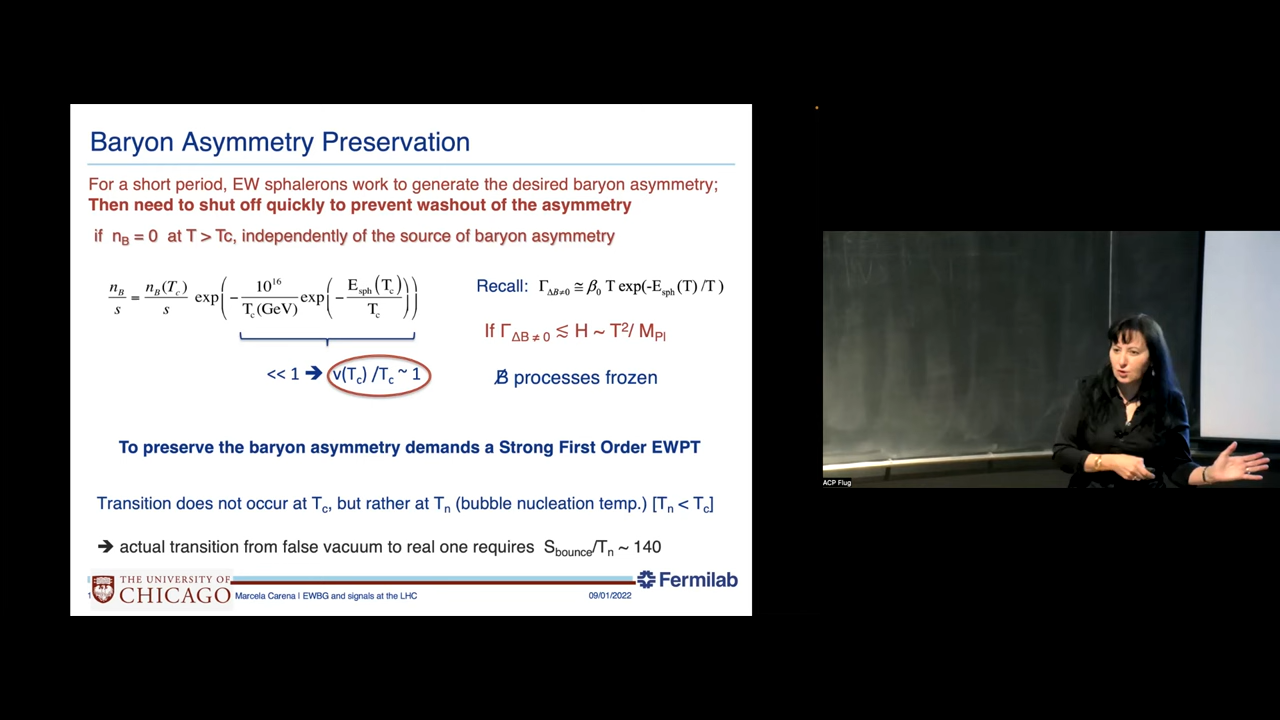 Baryon Asymmetry Preservation
For a short period, EW sphalerons work to generate the desired baryon asymmetry;
Then need to shut off quickly to prevent washout of the asymmetry
if n_B = 0 at T > Tc, independently of the source of baryon asymmetry
n_B/s = n_B(T_c)/s exp(− 10^16/T_c(GeV) exp(− E_sph(T_c)/T_c))
Recall: Γ_ΔB≠0 ≅ β_0 T exp(-E_sph(T) /T )
If Γ_ΔB ≠ 0 ≲ H ~ T^2/ M_Pl
<< 1 ➔ v(T_c) /T_c ~ 1
B̸ processes frozen
To preserve the baryon asymmetry demands a Strong First Order EWPT
Transition does not occur at T_c, but rather at T_n (bubble nucleation temp.) [T_n < T_c]
➔ actual transition from false vacuum to real one requires S_bounce/T_n ~ 140
THE UNIVERSITY OF
CHICAGO
Marcela Carena | EWBG and signals at the LHC
09/01/2022
Fermilab
ACP Flug